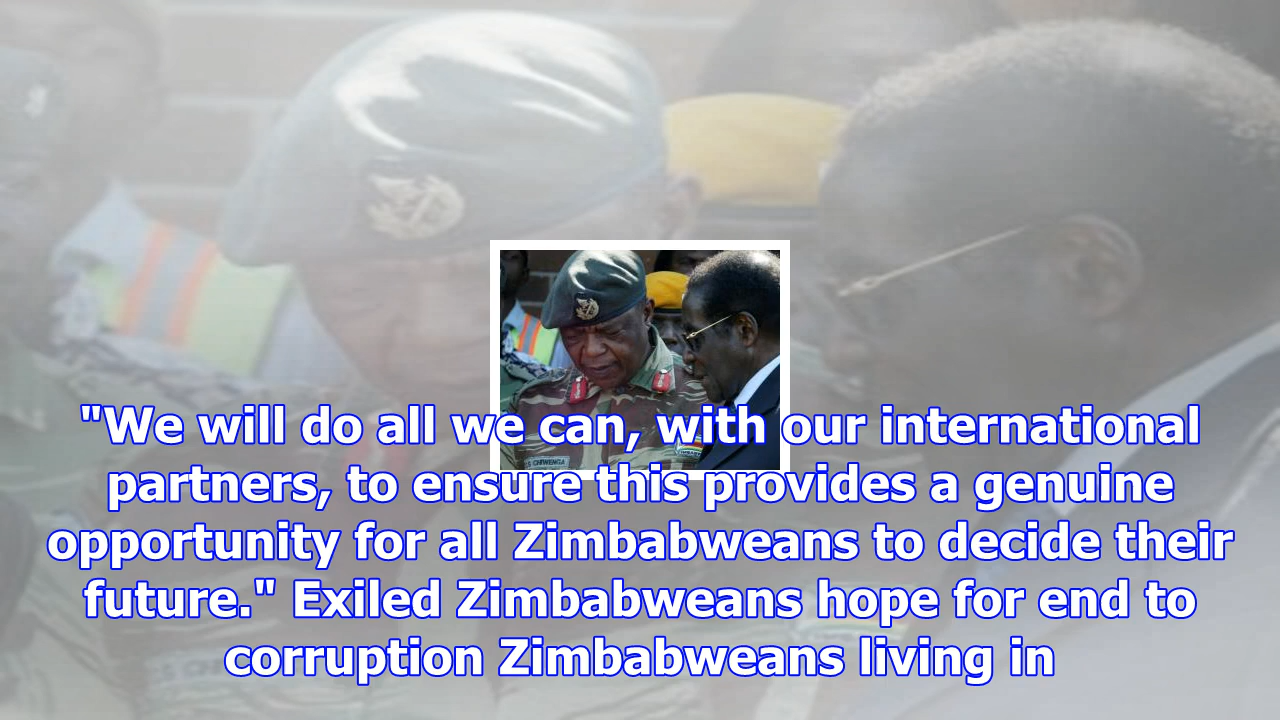 "We will do all we can, with our international
partners, to ensure this provides a genuine
opportunity for all Zimbabweans to decide their
future." Exiled Zimbabweans hope for end to
corruption Zimbabweans living in
CHIWENGA